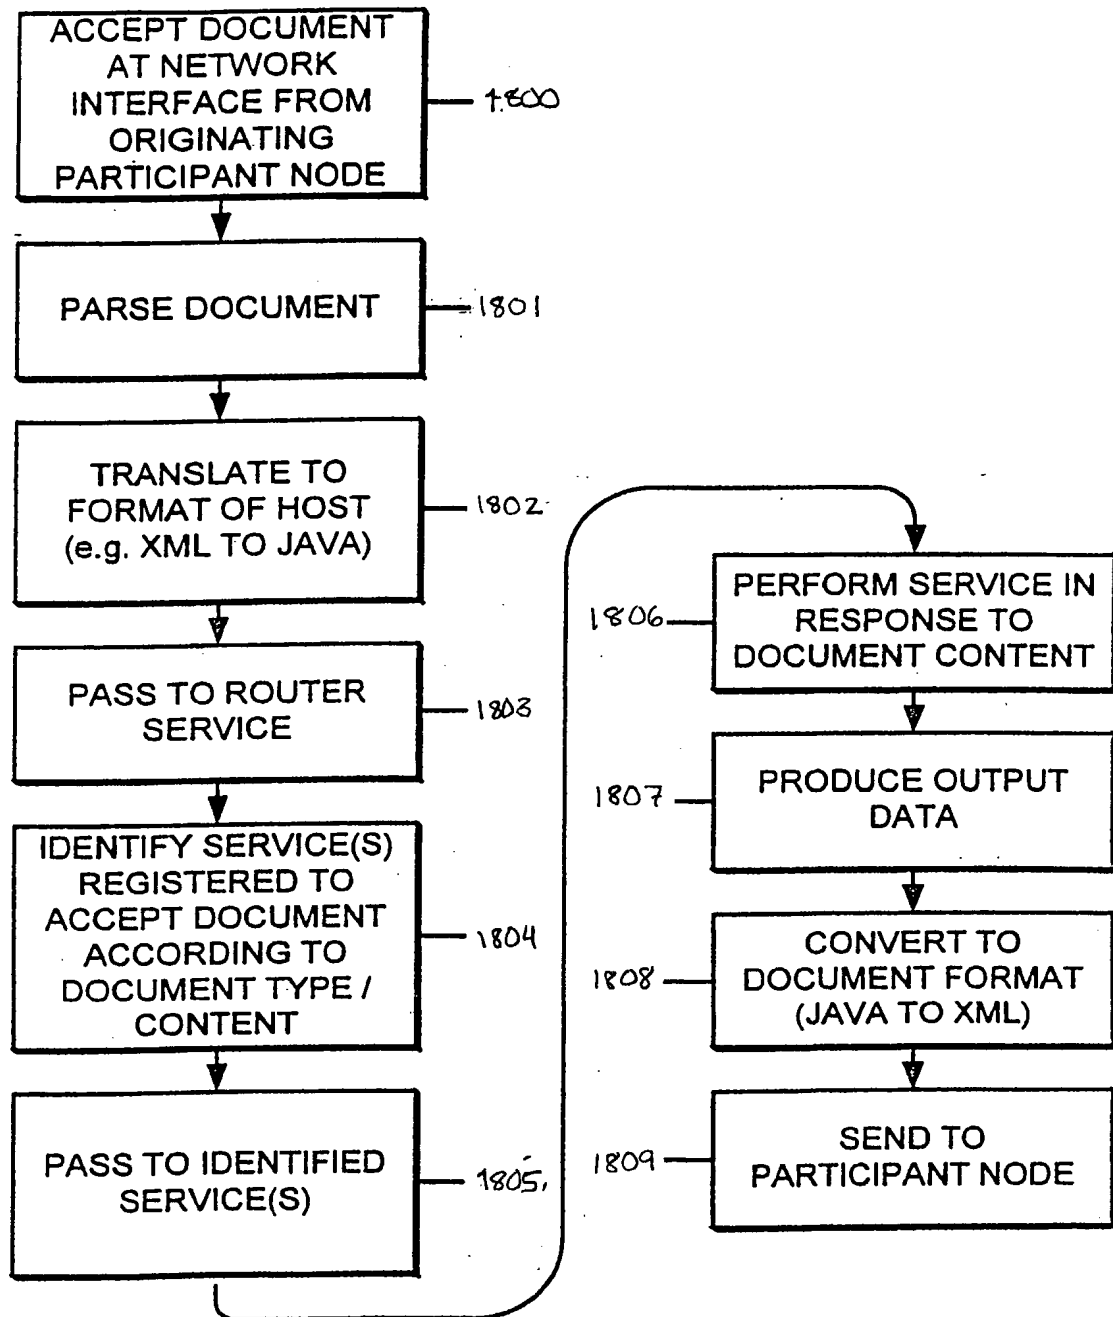 ACCEPT DOCUMENT
AT NETWORK
INTERFACE FROM
ORIGINATING
PARTICIPANT NODE
1800
PARSE DOCUMENT
1801
TRANSLATE TO
FORMAT OF HOST
(e.g. XML TO JAVA)
1802
PASS TO ROUTER
SERVICE
1803
IDENTIFY SERVICE(S)
REGISTERED TO
ACCEPT DOCUMENT
ACCORDING TO
DOCUMENT TYPE /
CONTENT
1804
PASS TO IDENTIFIED
SERVICE(S)
1805
PERFORM SERVICE IN
RESPONSE TO
DOCUMENT CONTENT
1806
PRODUCE OUTPUT
DATA
1807
CONVERT TO
DOCUMENT FORMAT
(JAVA TO XML)
1808
SEND TO
PARTICIPANT NODE
1809